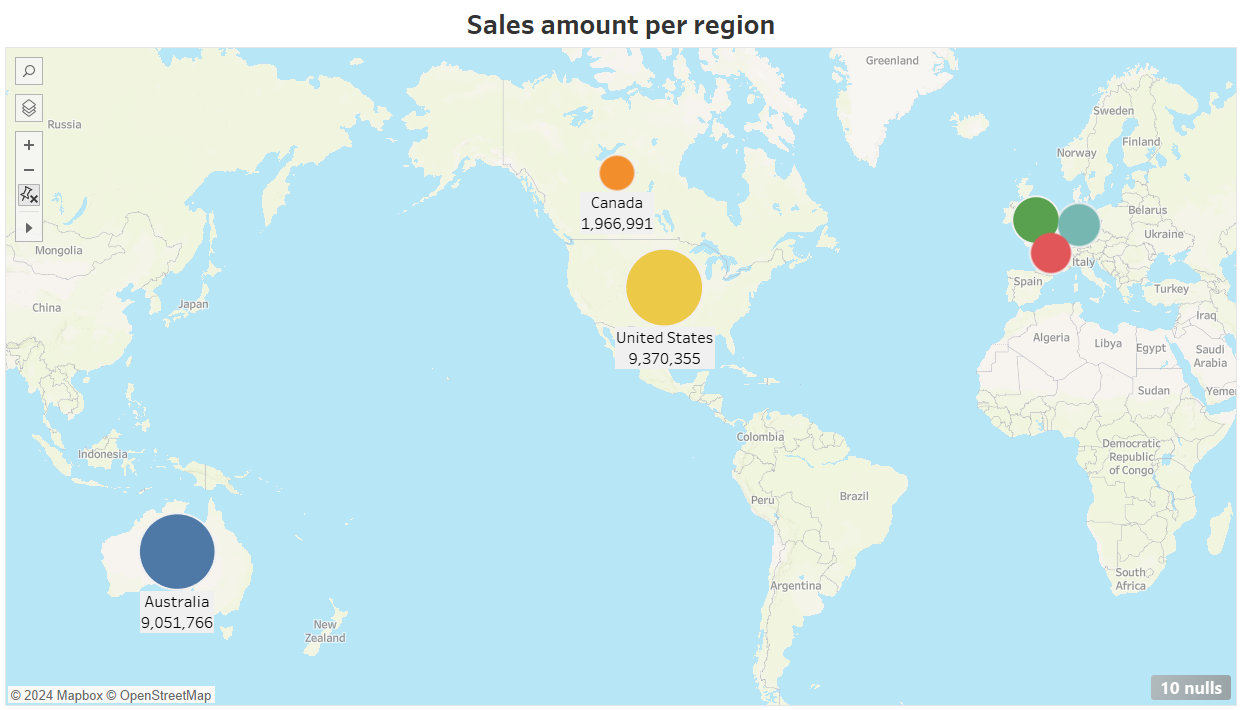 Sales amount per region
Greenland
Russia
Sweden
Finland
Norway
Canada
1,966,991
Belarus
Ukraine
Mongolia
Italy
Spain
Turkey
China
Japan
Iraq
United States
9,370,355
Algeria
Libya
Egypt
Saudi
Arabia
Sudan
Yemen
Colombia
Democratic
Republic
of Congo
Indonesia
Peru
Brazil
South
Africa
Argentina
Australia
9,051,766
New
Zealand
© 2024 Mapbox © OpenStreetMap
10 nulls